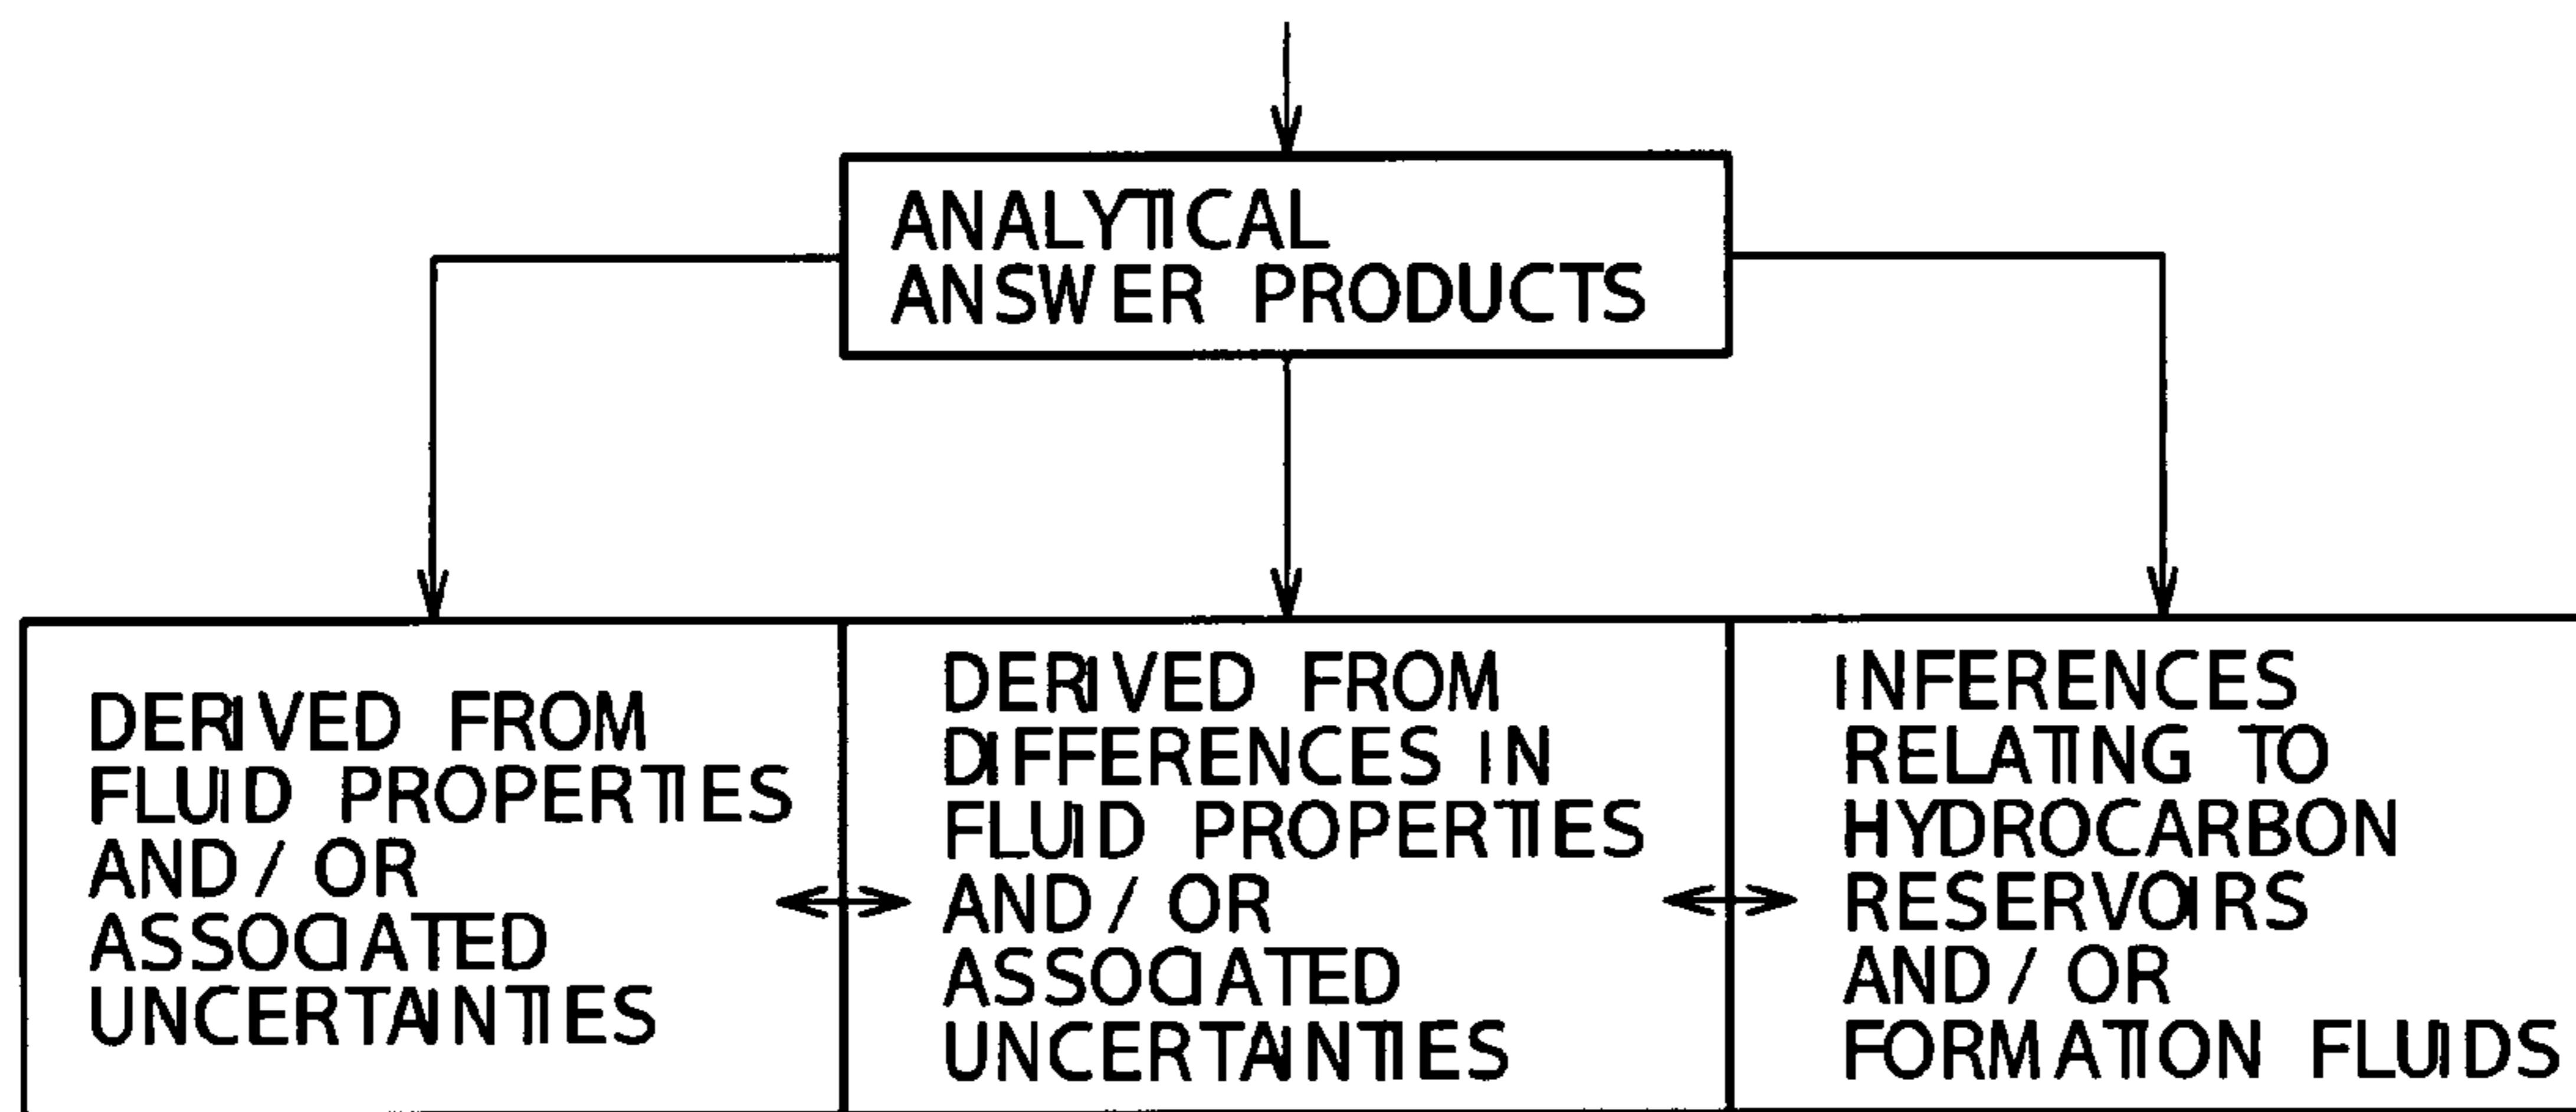 ANALYTICAL
ANSWER PRODUCTS
DERIVED FROM
FLUID PROPERTIES
AND/OR
ASSOCIATED
UNCERTAINTIES
DERIVED FROM
DIFFERENCES IN
FLUID PROPERTIES
AND/OR
ASSOCIATED
UNCERTAINTIES
INFERENCES
RELATING TO
HYDROCARBON
RESERVOIRS
AND/OR
FORMATION FLUIDS